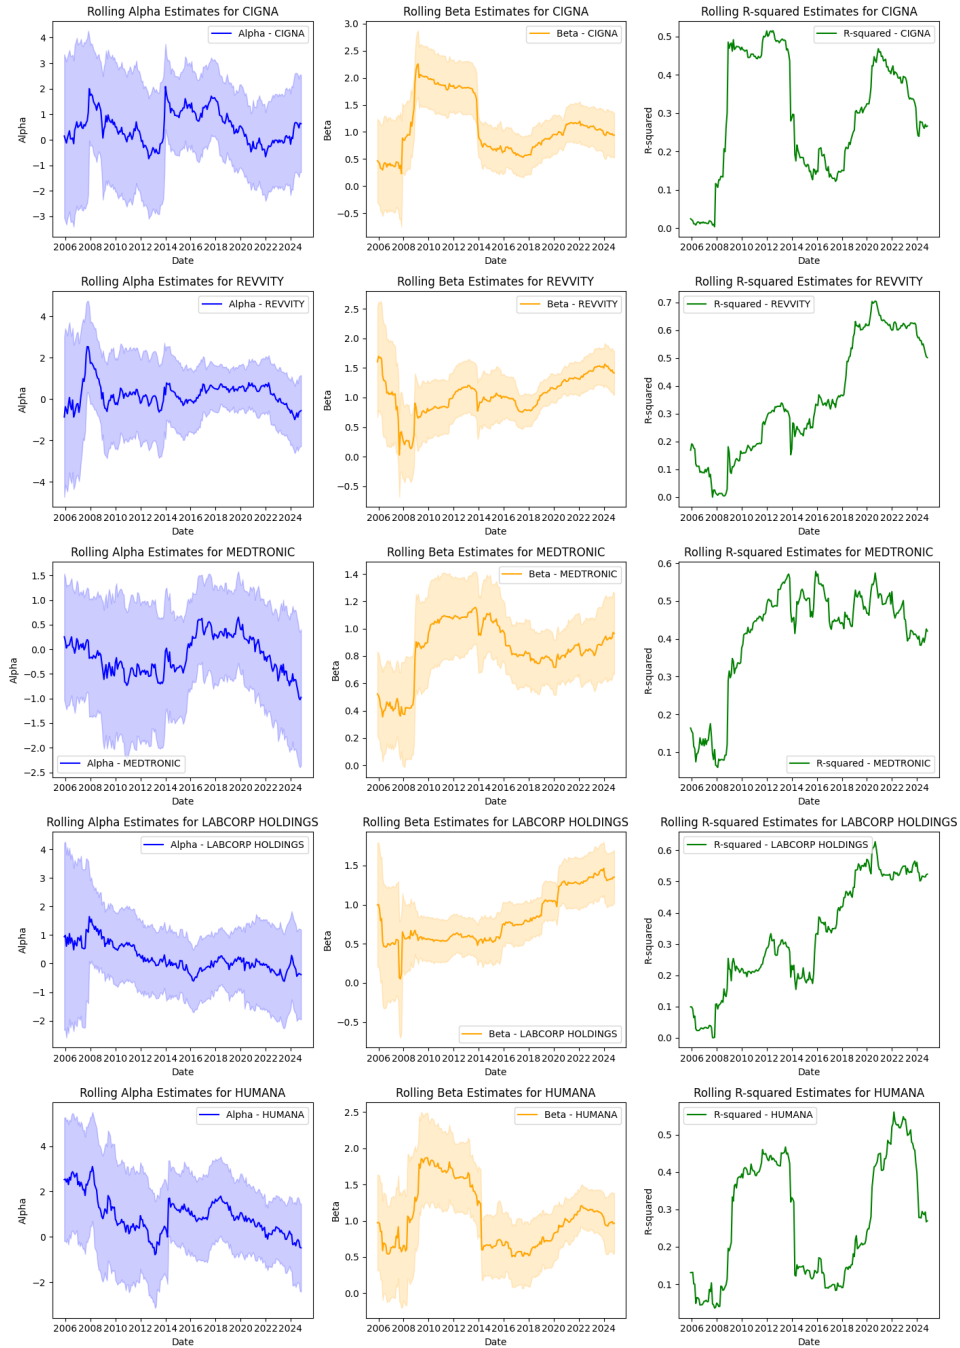 Rolling Alpha Estimates for CIGNA
Rolling Beta Estimates for CIGNA
Rolling R-squared Estimates for CIGNA
Alpha - CIGNA
Beta - CIGNA
R-squared - CIGNA
4
3
2
1
0
−1
−2
−3
Alpha
3.0
2.5
2.0
1.5
1.0
0.5
0.0
−0.5
Beta
0.5
0.4
0.3
0.2
0.1
0.0
R-squared
2006 2008 2010 2012 2014 2016 2018 2020 2022 2024
2006 2008 2010 2012 2014 2016 2018 2020 2022 2024
2006 2008 2010 2012 2014 2016 2018 2020 2022 2024
Date
Date
Date
Rolling Alpha Estimates for REVVITY
Rolling Beta Estimates for REVVITY
Rolling R-squared Estimates for REVVITY
Alpha - REVVITY
Beta - REVVITY
R-squared - REVVITY
4
2
0
−2
−4
Alpha
2.5
2.0
1.5
1.0
0.5
0.0
−0.5
Beta
0.7
0.6
0.5
0.4
0.3
0.2
0.1
0.0
R-squared
2006 2008 2010 2012 2014 2016 2018 2020 2022 2024
2006 2008 2010 2012 2014 2016 2018 2020 2022 2024
2006 2008 2010 2012 2014 2016 2018 2020 2022 2024
Date
Date
Date
Rolling Alpha Estimates for MEDTRONIC
Rolling Beta Estimates for MEDTRONIC
Rolling R-squared Estimates for MEDTRONIC
Alpha - MEDTRONIC
Beta - MEDTRONIC
R-squared - MEDTRONIC
1.5
1.0
0.5
0.0
−0.5
−1.0
−1.5
−2.0
−2.5
Alpha
1.4
1.2
1.0
0.8
0.6
0.4
0.2
0.0
Beta
0.6
0.5
0.4
0.3
0.2
0.1
R-squared
2006 2008 2010 2012 2014 2016 2018 2020 2022 2024
2006 2008 2010 2012 2014 2016 2018 2020 2022 2024
2006 2008 2010 2012 2014 2016 2018 2020 2022 2024
Date
Date
Date
Rolling Alpha Estimates for LABCORP HOLDINGS
Rolling Beta Estimates for LABCORP HOLDINGS
Rolling R-squared Estimates for LABCORP HOLDINGS
Alpha - LABCORP HOLDINGS
Beta - LABCORP HOLDINGS
R-squared - LABCORP HOLDINGS
4
3
2
1
0
−1
−2
Alpha
1.5
1.0
0.5
0.0
−0.5
Beta
0.6
0.5
0.4
0.3
0.2
0.1
0.0
R-squared
2006 2008 2010 2012 2014 2016 2018 2020 2022 2024
2006 2008 2010 2012 2014 2016 2018 2020 2022 2024
2006 2008 2010 2012 2014 2016 2018 2020 2022 2024
Date
Date
Date
Rolling Alpha Estimates for HUMANA
Rolling Beta Estimates for HUMANA
Rolling R-squared Estimates for HUMANA
Alpha - HUMANA
Beta - HUMANA
R-squared - HUMANA
4
2
0
−2
Alpha
2.5
2.0
1.5
1.0
0.5
0.0
Beta
0.5
0.4
0.3
0.2
0.1
R-squared
2006 2008 2010 2012 2014 2016 2018 2020 2022 2024
2006 2008 2010 2012 2014 2016 2018 2020 2022 2024
2006 2008 2010 2012 2014 2016 2018 2020 2022 2024
Date
Date
Date